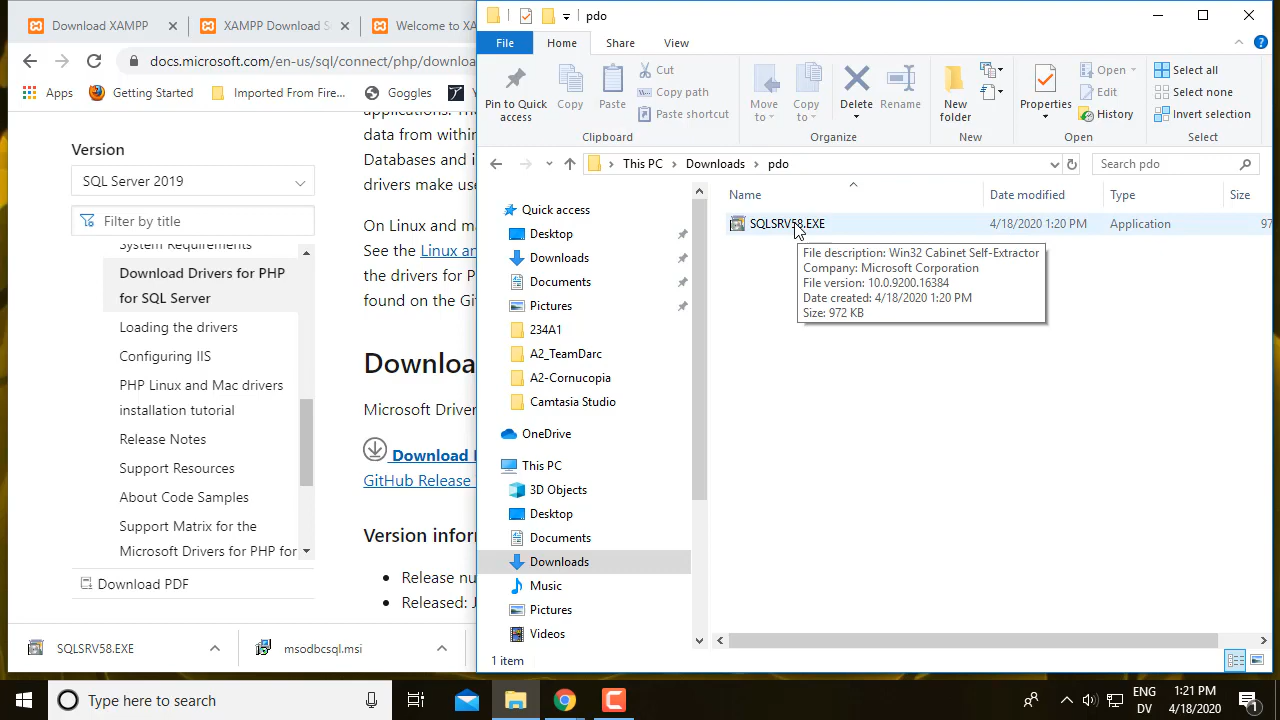 Download XAMPP
XAMPP Download S
Welcome to XA
docs.microsoft.com/en-us/sql/connect/php/downloa
Apps
Getting Started
Imported From Fire...
Goggles
Version
SQL Server 2019
Filter by title
System Requirements
Download Drivers for PHP
for SQL Server
Loading the drivers
Configuring IIS
PHP Linux and Mac drivers
installation tutorial
Release Notes
Support Resources
About Code Samples
Support Matrix for the
Microsoft Drivers for PHP for
Download PDF
applications. The
data from within
Databases and i
drivers make use
On Linux and ma
See the Linux an
the drivers for P
found on the Git
Downloa
Microsoft Driver
Download
GitHub Release
Version infor
Release nu
Released: J
SQLSRV58.EXE
msodbcsql.msi
pdo
File
Home
Share
View
Pin to Quick
access
Copy
Paste
Cut
Copy path
Paste shortcut
Clipboard
Move
to
Copy
to
Delete
Rename
Organize
New
folder
New
Properties
Open
Edit
History
Open
Select all
Select none
Invert selection
Select
This PC
Downloads
pdo
Search pdo
Quick access
Desktop
Downloads
Documents
Pictures
234A1
A2_TeamDarc
A2-Cornucopia
Camtasia Studio
OneDrive
This PC
3D Objects
Desktop
Documents
Downloads
Music
Pictures
Videos
Name
Date modified
Type
Size
SQLSRV58.EXE
4/18/2020 1:20 PM
Application
97
File description: Win32 Cabinet Self-Extractor
Company: Microsoft Corporation
File version: 10.0.9200.16384
Date created: 4/18/2020 1:20 PM
Size: 972 KB
1 item
Type here to search
ENG
DV
1:21 PM
4/18/2020
1